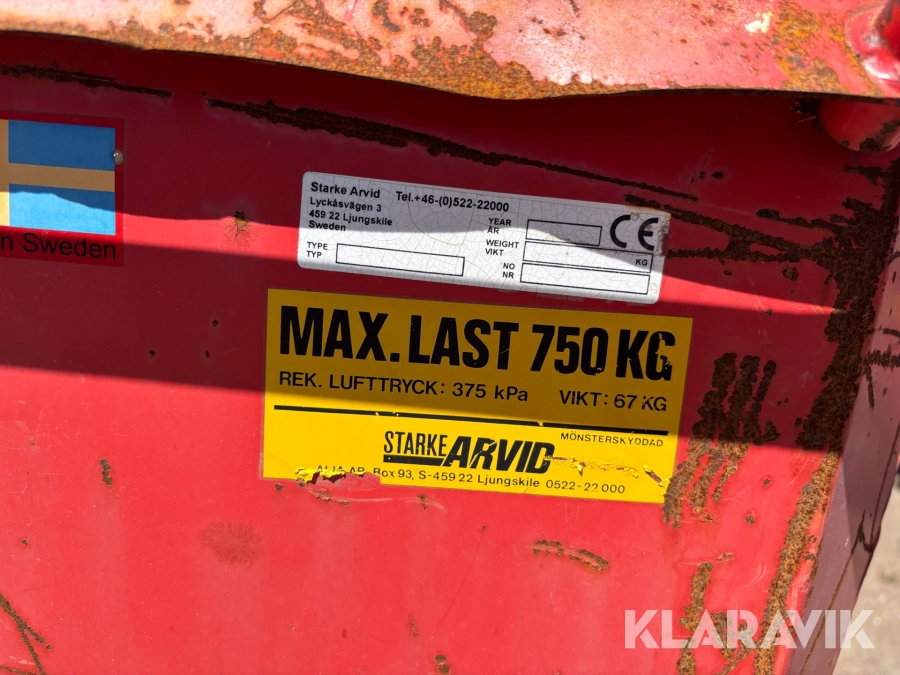 n Sweden
Starke Arvid Tel.+46-(0)522-22000
Lyckåsvägen 3
459 22 Ljungskile
Sweden
TYPE
TYP
YEAR
ÅR
WEIGHT
VIKT
KG
NO
NR
CE
MAX. LAST 750 KG
REK. LUFTTRYCK: 375 kPa VIKT: 67 KG
MÖNSTERSKYDDAD
STARKE ARVID
Box 93, S-459 22 Ljungskile 0522-22000
KLARAVIK